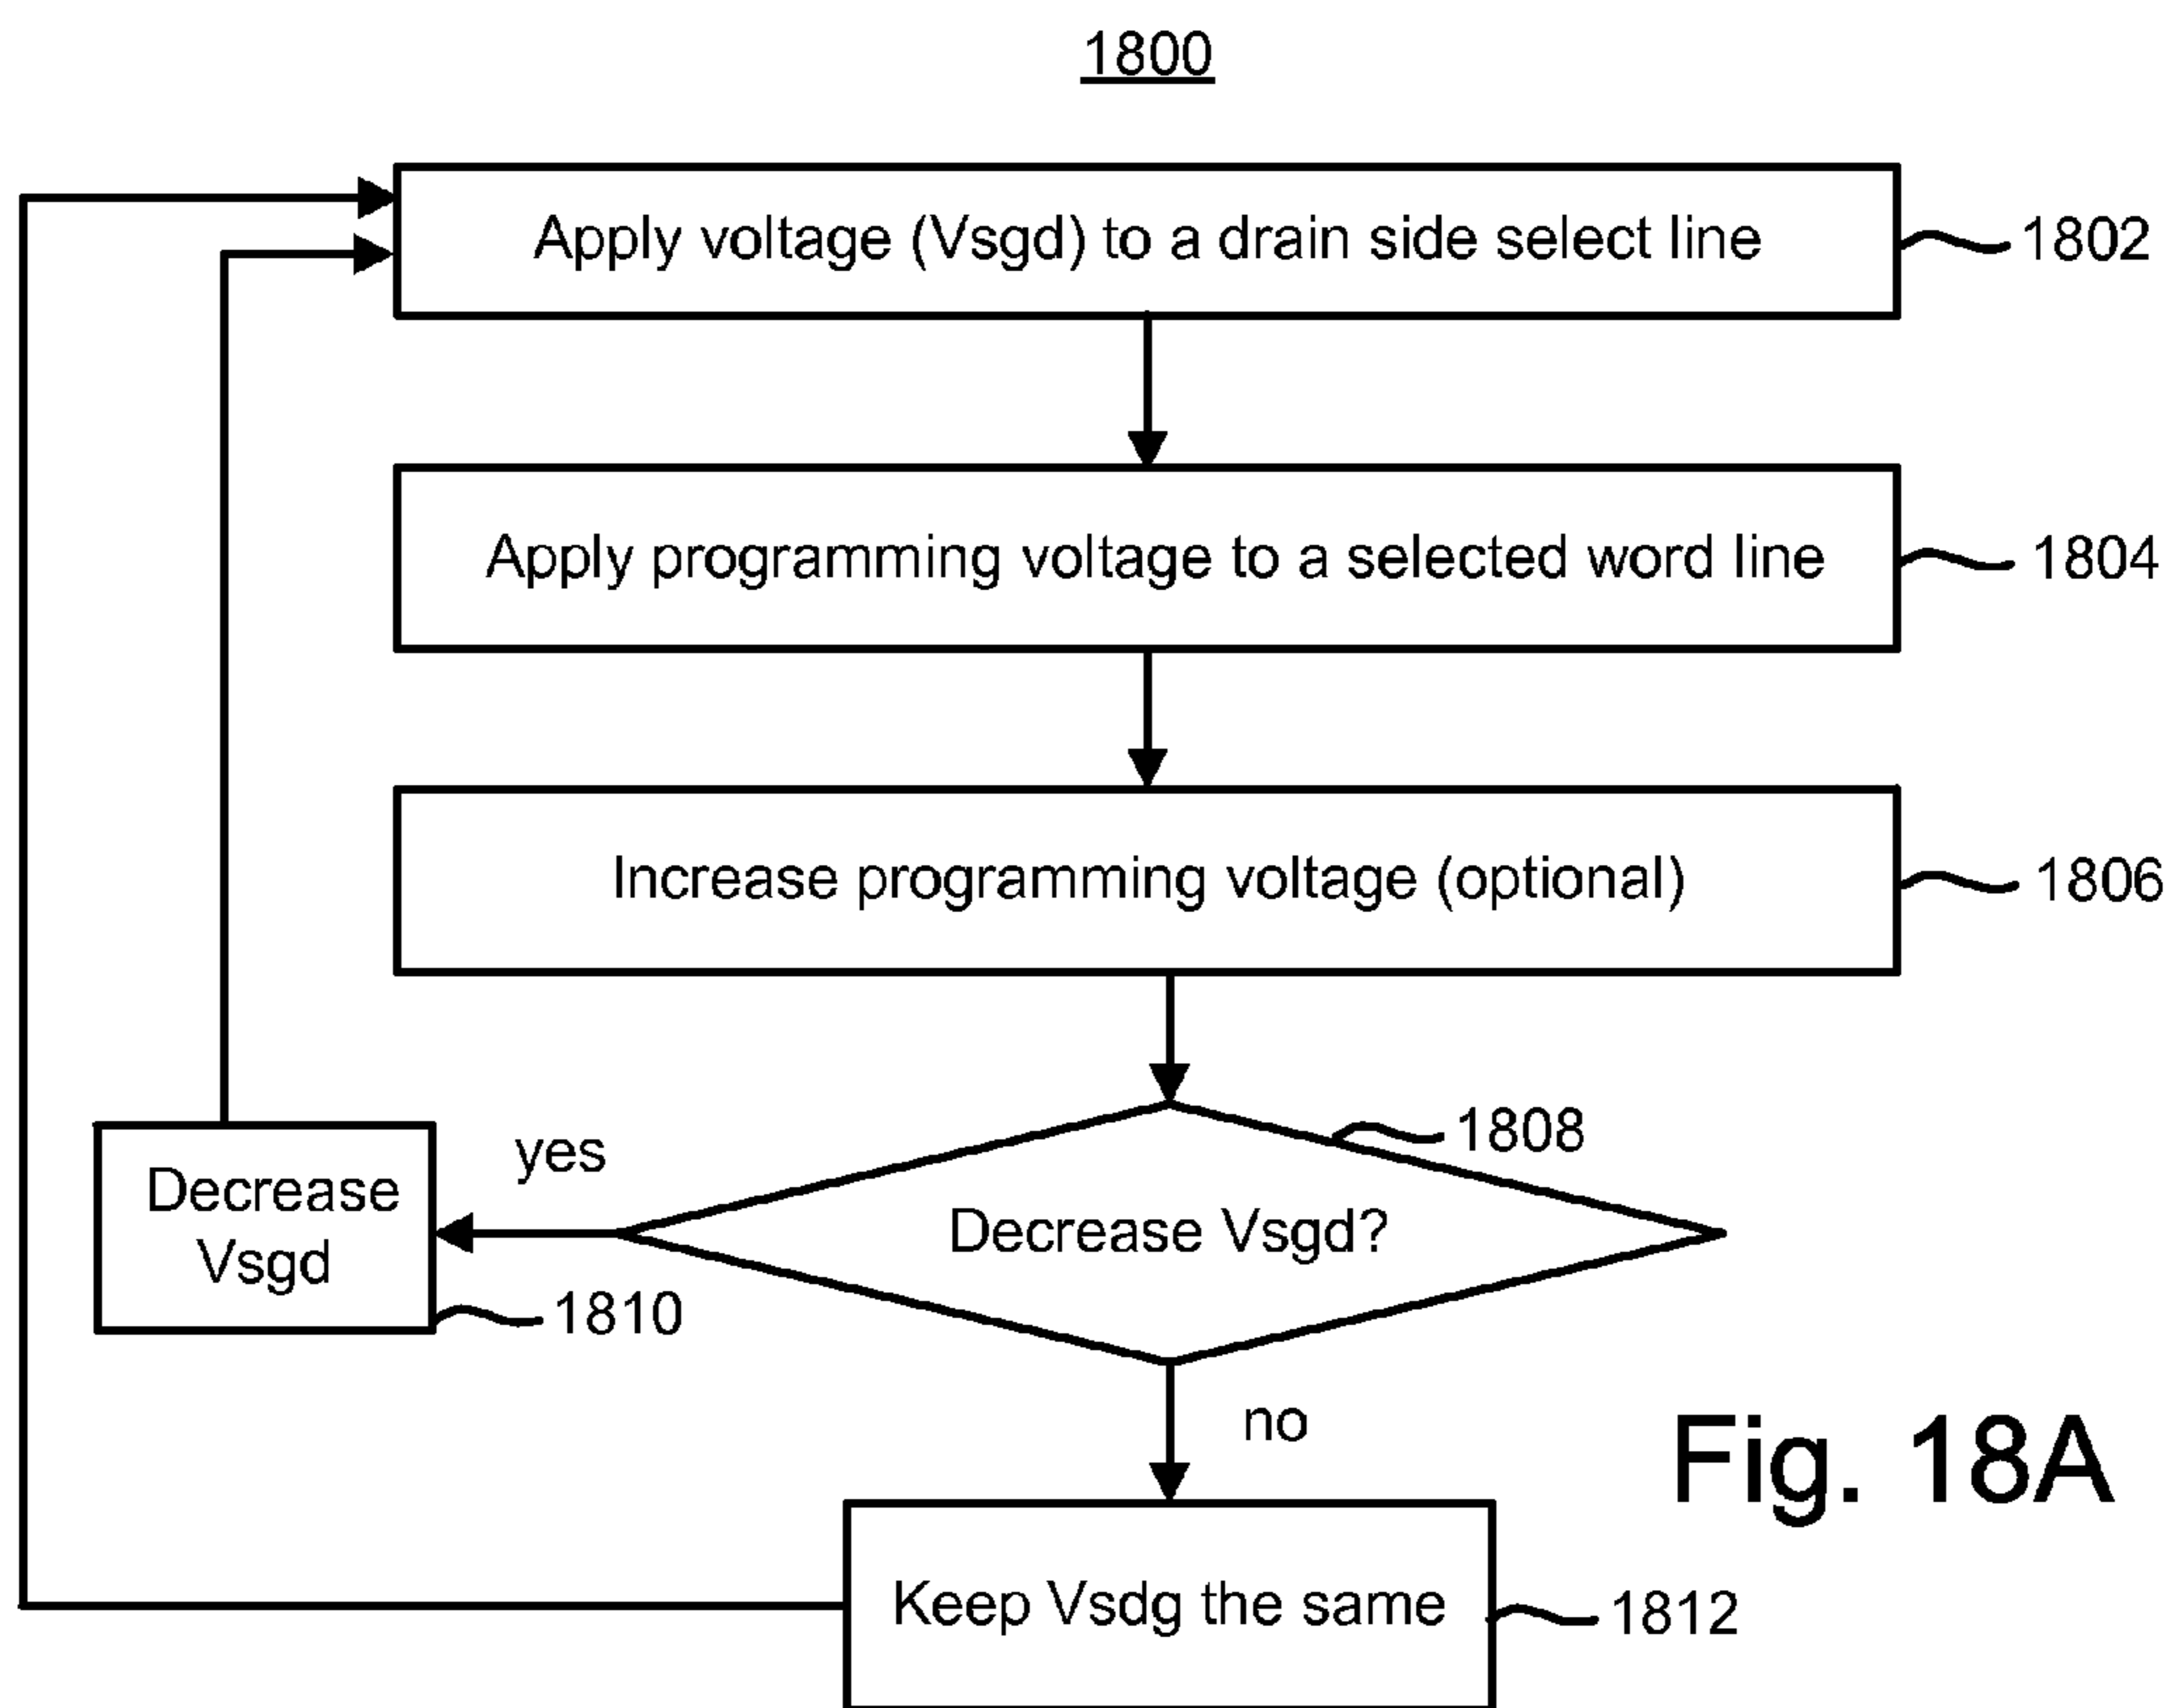 1800
Apply voltage (Vsgd) to a drain side select line
1802
Apply programming voltage to a selected word line
1804
Increase programming voltage (optional)
1806
1808
Decrease Vsgd?
yes
Decrease
Vsgd
1810
no
Keep Vsdg the same
1812
Fig. 18A